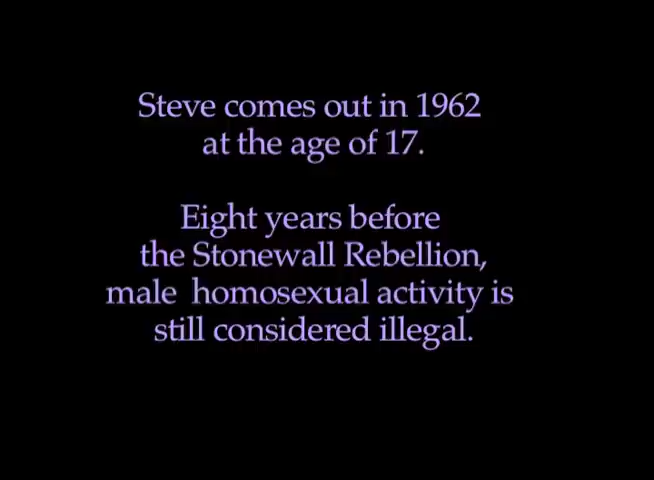 Steve comes out in 1962
at the age of 17.
Eight years before
the Stonewall Rebellion,
male homosexual activity is
still considered illegal.